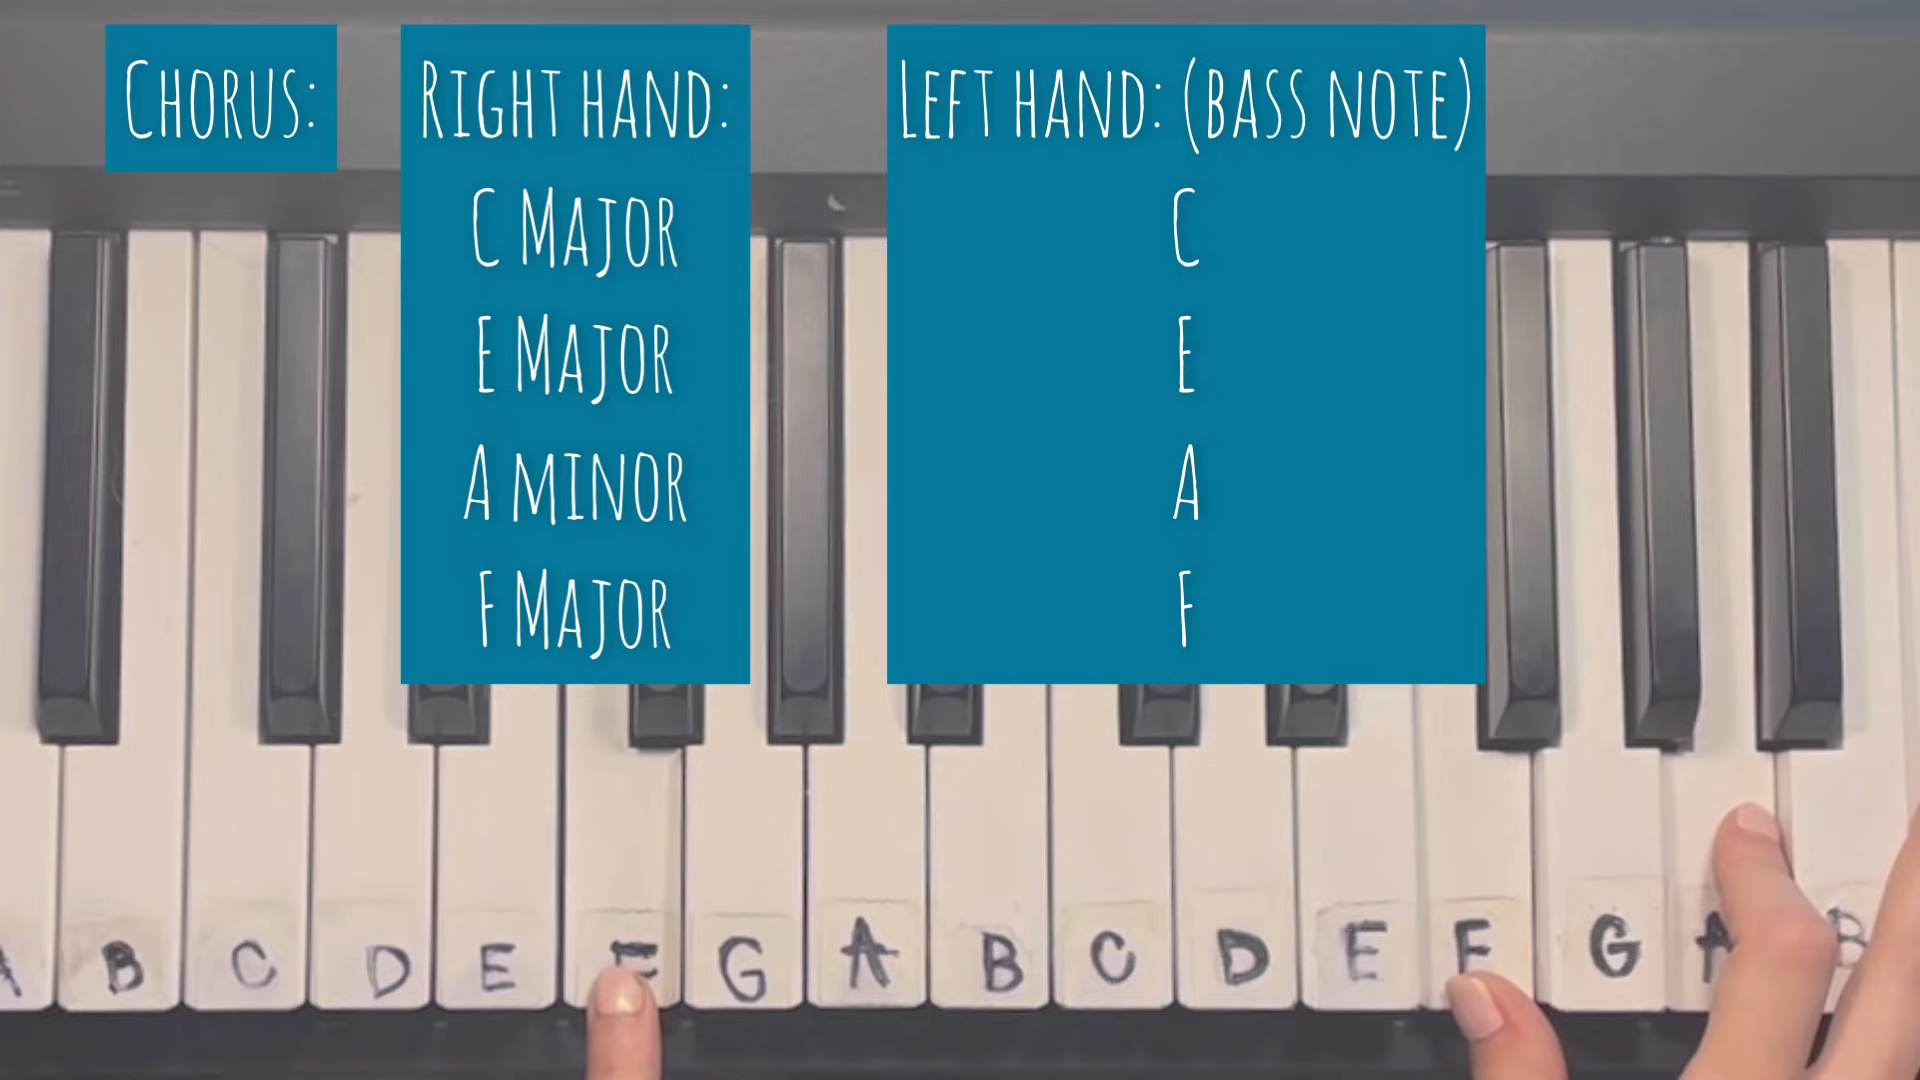 Chorus:
Right hand:
C Major
E Major
A minor
F Major
Left hand: (bass note)
C
E
A
F
A B C D E F G A B C D E F G A B